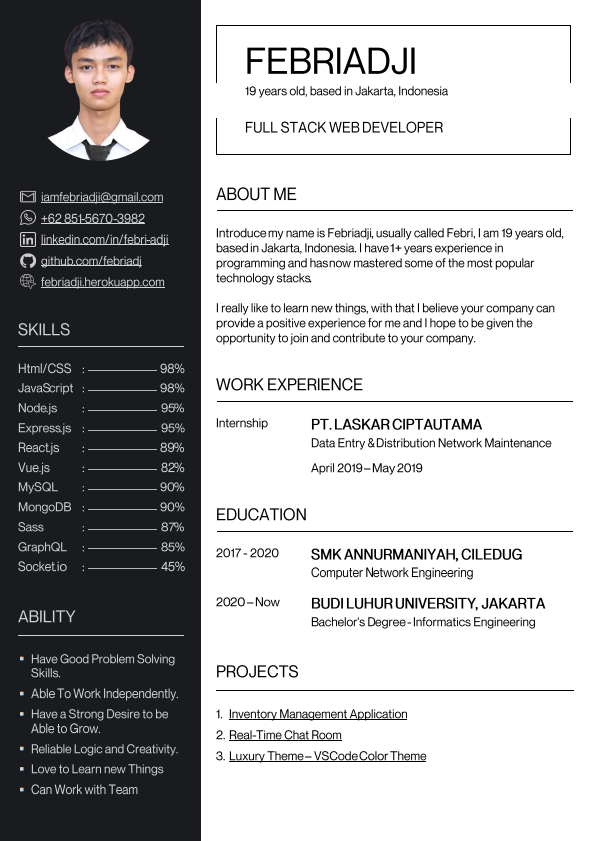 FEBRIADJI
19 years old, based in Jakarta, Indonesia
FULL STACK WEB DEVELOPER
iamfebriadji@gmail.com
+62 851-5670-3982
linkedin.com/in/febri-adji
github.com/febriadj
febriadji.herokuapp.com
SKILLS
Html/CSS : 98%
JavaScript : 98%
Node.js : 95%
Express.js : 95%
React.js : 89%
Vue.js : 82%
MySQL : 90%
MongoDB : 90%
Sass : 87%
GraphQL : 85%
Socket.io : 45%
ABILITY
▪ Have Good Problem Solving
Skills.
▪ Able To Work Independently.
▪ Have a Strong Desire to be
Able to Grow.
▪ Reliable Logic and Creativity.
▪ Love to Learn new Things
▪ Can Work with Team
ABOUT ME
Introduce my name is Febriadji, usually called Febri, I am 19 years old,
based in Jakarta, Indonesia. I have 1+ years experience in
programming and has now mastered some of the most popular
technology stacks.
I really like to learn new things, with that I believe your company can
provide a positive experience for me and I hope to be given the
opportunity to join and contribute to your company.
WORK EXPERIENCE
Internship PT. LASKAR CIPTAUTAMA
Data Entry & Distribution Network Maintenance
April 2019 – May 2019
EDUCATION
2017 - 2020 SMK ANNURMANIYAH, CILEDUG
Computer Network Engineering
2020 – Now BUDI LUHUR UNIVERSITY, JAKARTA
Bachelor's Degree - Informatics Engineering
PROJECTS
1. Inventory Management Application
2. Real-Time Chat Room
3. Luxury Theme – VSCode Color Theme